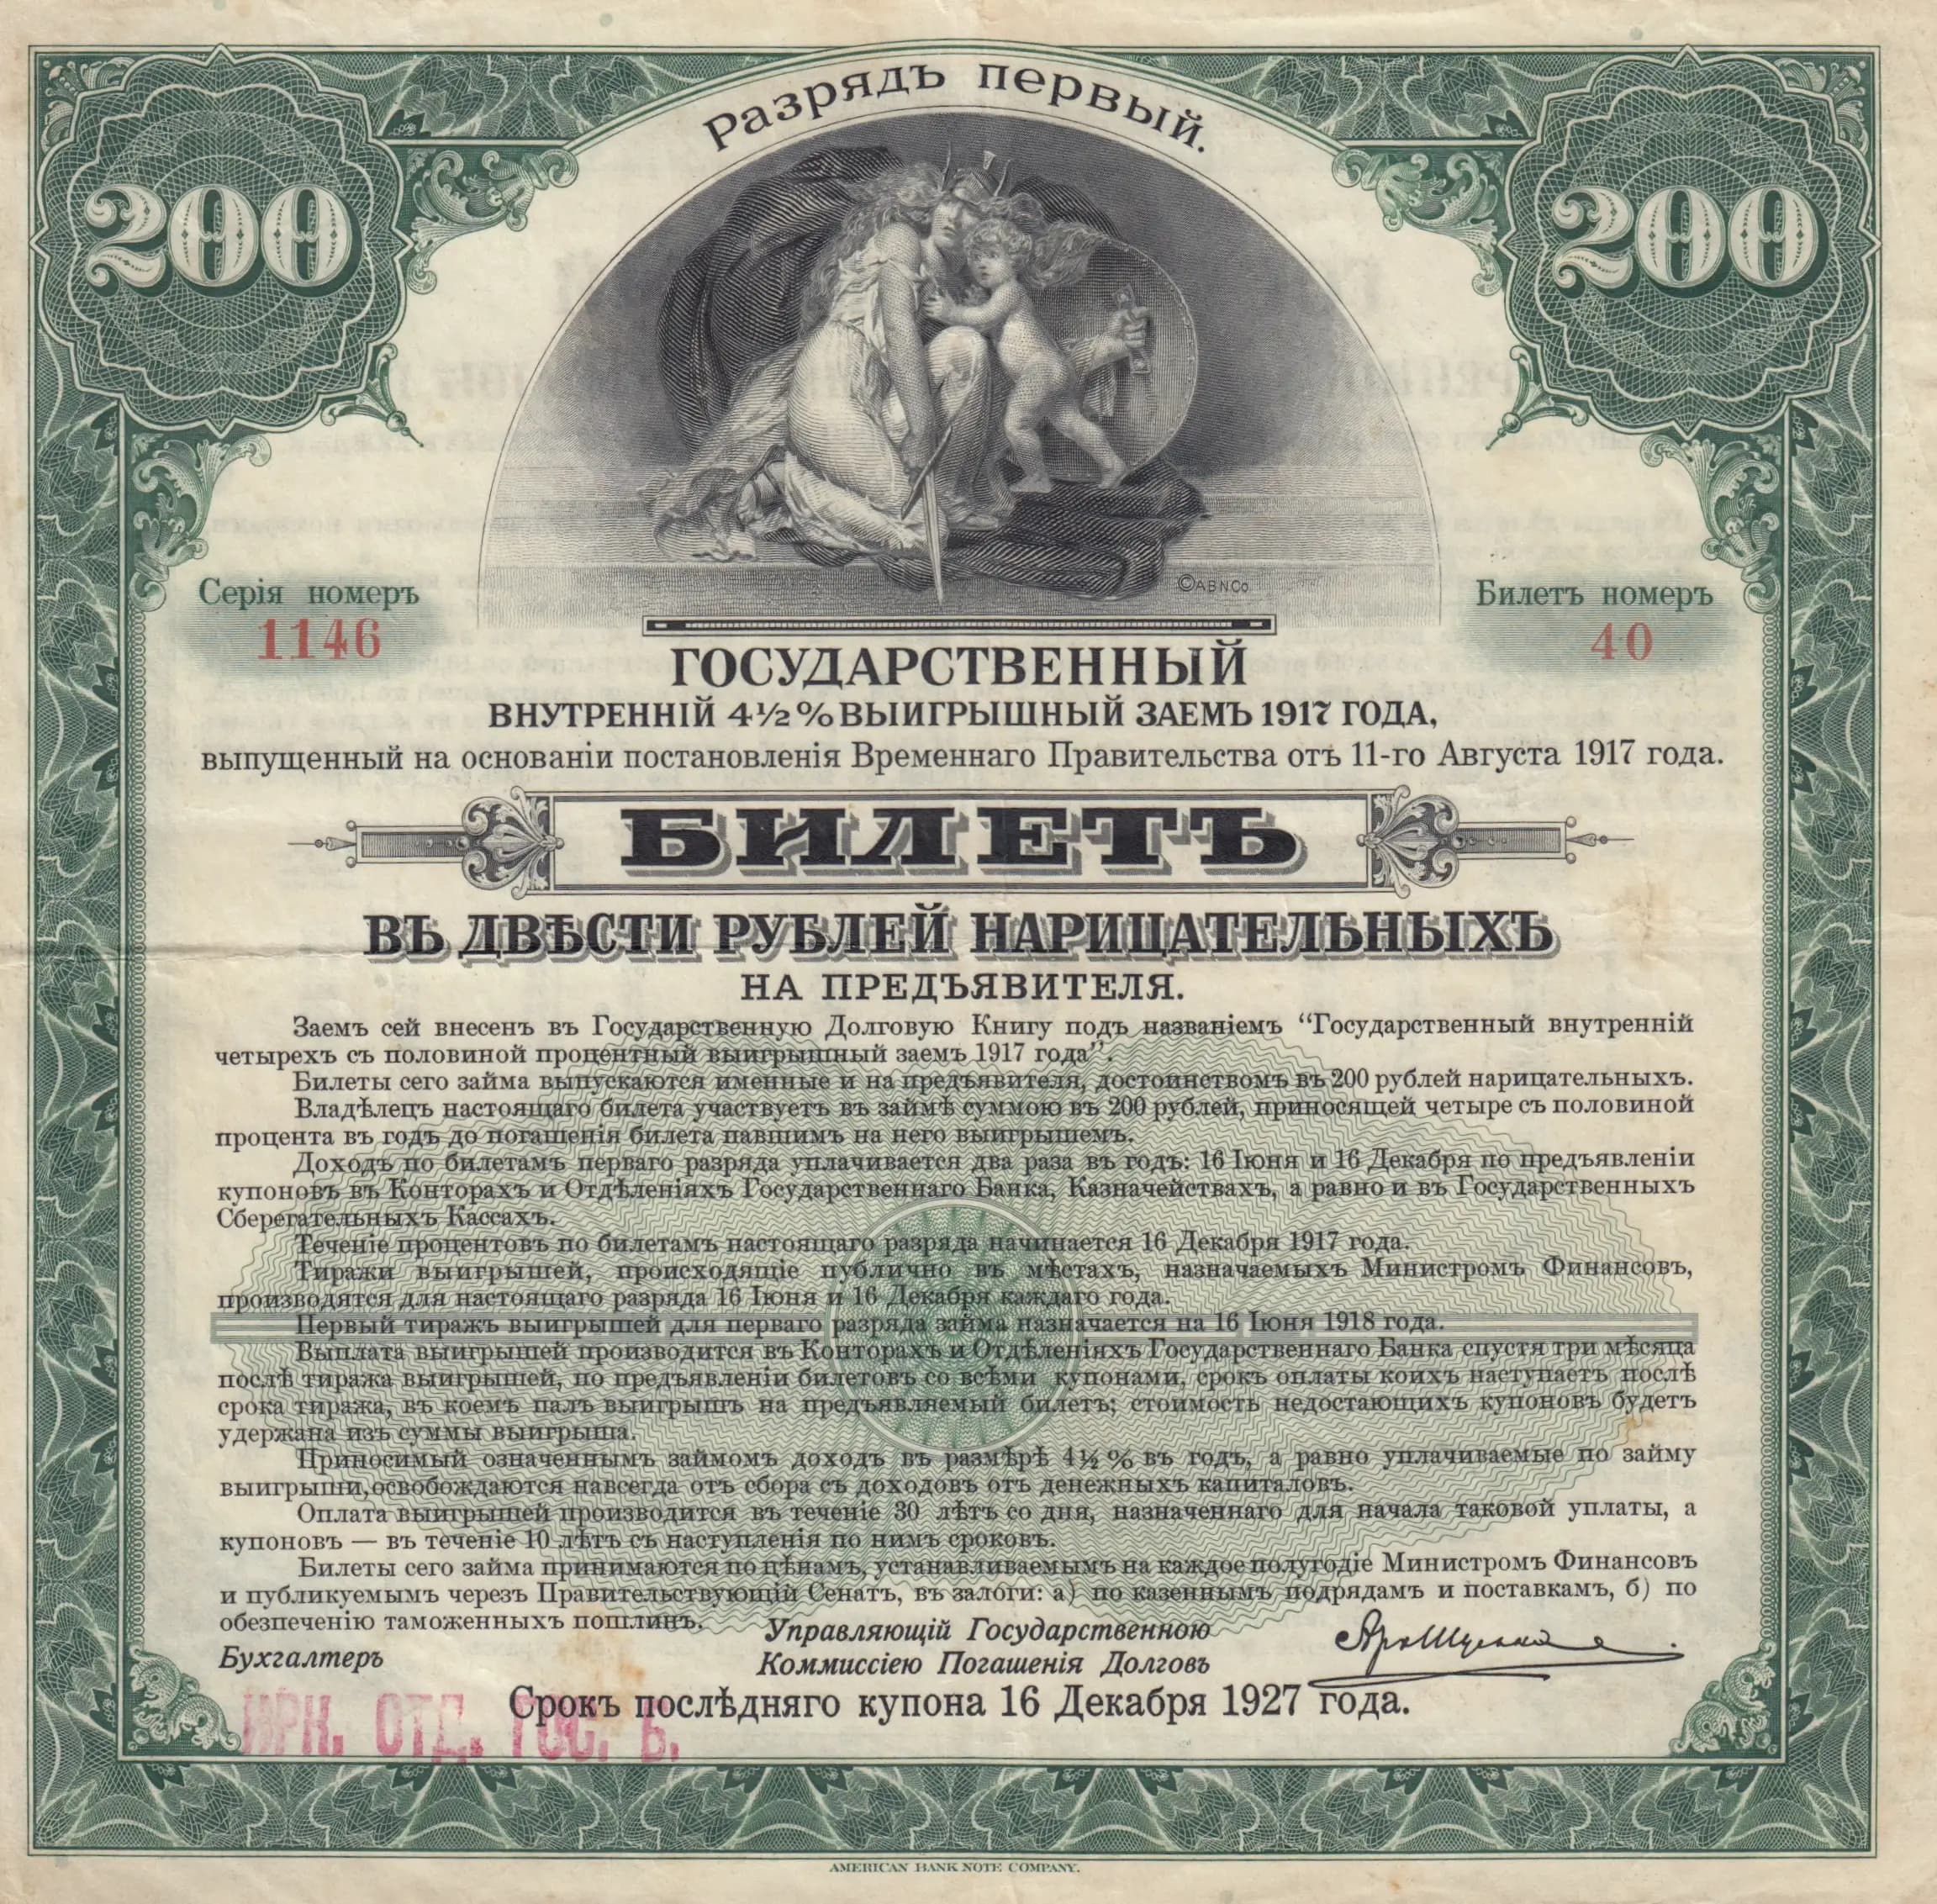 Разрядъ первый.
200
200
©ABNCo
Серія номеръ
1146
Билетъ номеръ
40
ГОСУДАРСТВЕННЫЙ
ВНУТРЕННІЙ 4½% ВЫИГРЫШНЫЙ ЗАЕМЪ 1917 ГОДА,
выпущенный на основаніи постановленія Временнаго Правительства отъ 11-го Августа 1917 года.
БИЛЕТЪ
ВЪ ДВѢСТИ РУБЛЕЙ НАРИЦАТЕЛЬНЫХЪ
НА ПРЕДЪЯВИТЕЛЯ.
Заемъ сей внесенъ въ Государственную Долговую Книгу подъ названіемъ “Государственный внутренній
четырехъ съ половиной процентный выигрышный заемъ 1917 года”.
Билеты сего займа выпускаются именные и на предъявителя, достоинствомъ въ 200 рублей нарицательныхъ.
Владѣлецъ настоящаго билета участвуетъ въ займѣ суммою въ 200 рублей, приносящей четыре съ половиной
процента въ годъ до погашенія билета павшимъ на него выигрышемъ.
Доходъ по билетамъ перваго разряда уплачивается два раза въ годъ: 16 Іюня и 16 Декабря по предъявленіи
купоновъ въ Конторахъ и Отдѣленіяхъ Государственнаго Банка, Казначействахъ, а равно и въ Государственныхъ
Сберегательныхъ Кассахъ.
Теченіе процентовъ по билетамъ настоящаго разряда начинается 16 Декабря 1917 года.
Тиражи выигрышей, происходящіе публично въ мѣстахъ, назначаемыхъ Министромъ Финансовъ,
производятся для настоящаго разряда 16 Іюня и 16 Декабря каждаго года.
Первый тиражъ выигрышей для перваго разряда займа назначается на 16 Іюня 1918 года.
Выплата выигрышей производится въ Конторахъ и Отдѣленіяхъ Государственнаго Банка спустя три мѣсяца
послѣ тиража выигрышей, по предъявленіи билетовъ со всѣми купонами, срокъ оплаты коихъ наступаетъ послѣ
срока тиража, въ коемъ палъ выигрышъ на предъявляемый билетъ; стоимость недостающихъ купоновъ будетъ
удержана изъ суммы выигрыша.
Приносимый означеннымъ займомъ доходъ въ размѣрѣ 4½% въ годъ, а равно уплачиваемые по займу
выигрыши, освобождаются навсегда отъ сбора съ доходовъ отъ денежныхъ капиталовъ.
Оплата выигрышей производится въ теченіе 30 лѣтъ со дня, назначеннаго для начала таковой уплаты, а
купоновъ — въ теченіе 10 лѣтъ съ наступленія по нимъ сроковъ.
Билеты сего займа принимаются по цѣнамъ, устанавливаемымъ на каждое полугодіе Министромъ Финансовъ
и публикуемымъ черезъ Правительствующій Сенатъ, въ залоги: а) по казеннымъ подрядамъ и поставкамъ, б) по
обезпеченію таможенныхъ пошлинъ.
Управляющій Государственною
Коммиссіею Погашенія Долговъ
Бухгалтеръ
Срокъ послѣдняго купона 16 Декабря 1927 года.
ИРК. ОТД. ГОС. Б.
AMERICAN BANK NOTE COMPANY.